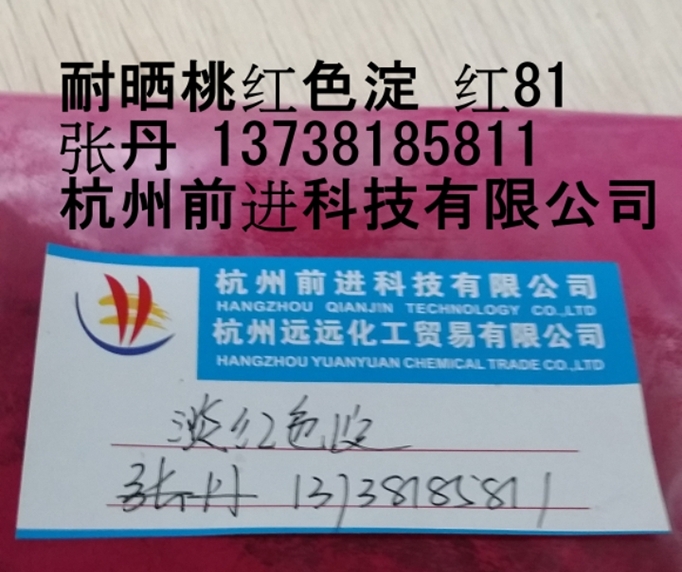 耐晒桃红色淀 红81
张丹 13738185811
杭州前进科技有限公司
杭州前进科技有限公司
HANGZHOU QIANJIN TECHNOLOGY CO.,LTD
杭州远远化工贸易有限公司
HANGZHOU YUANYUAN CHEMICAL TRADE CO.,LTD
淡红色淀
张丹 13738185811